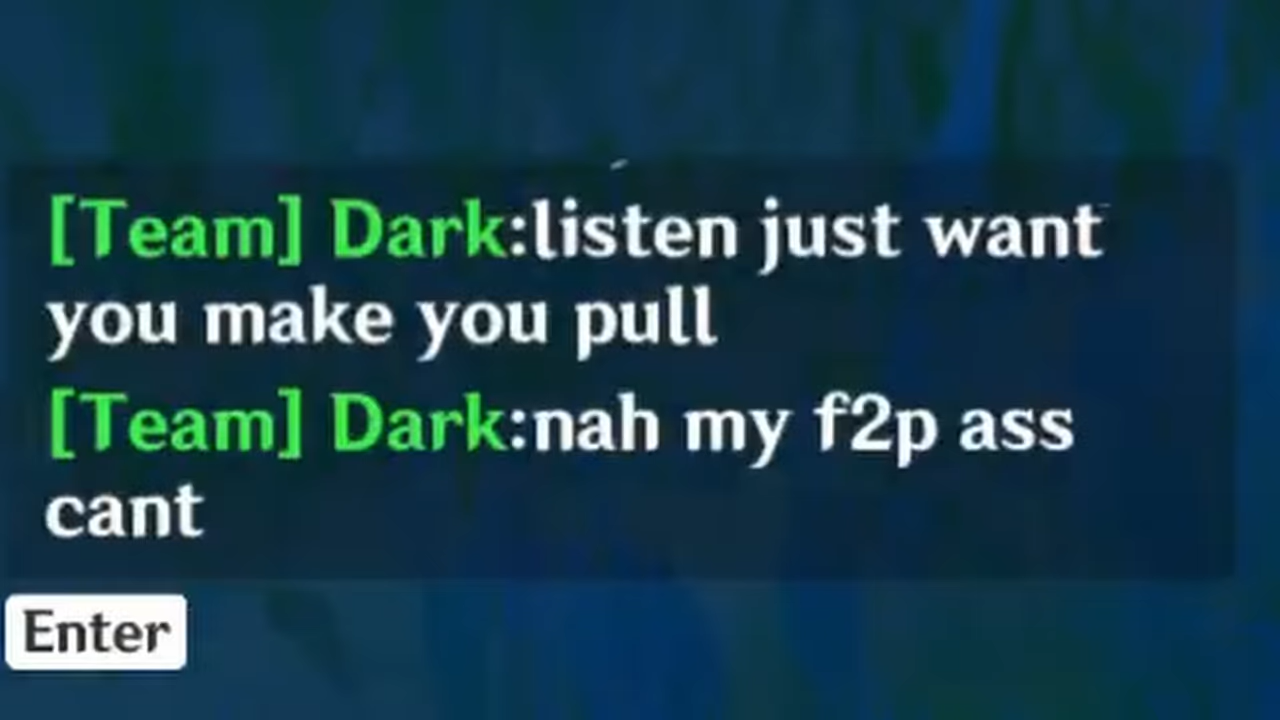 [Team] Dark:listen just want
you make you pull
[Team] Dark:nah my f2p ass
cant
Enter